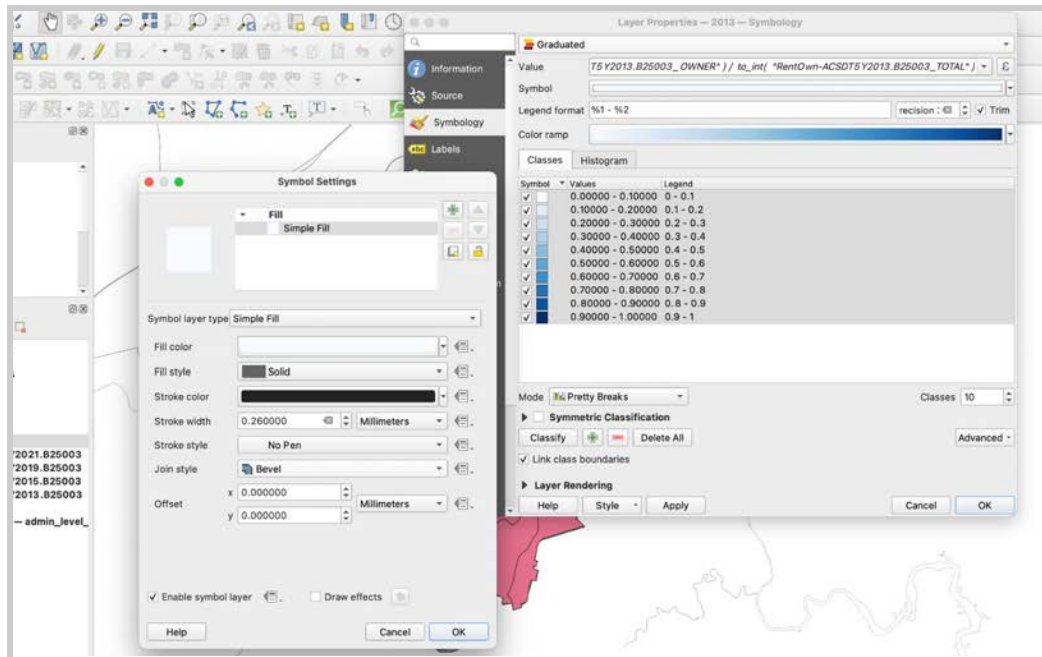 Layer Properties — 2013 — Symbology
Information
Source
Symbology
Labels
Graduated
Value T5Y2013.B25003_OWNER" ) / to_int( "RentOwn-ACSDT5Y2013.B25003_TOTAL" )
ε
Symbol
Legend format %1 - %2
recision :
Trim
Color ramp
Classes Histogram
Symbol Values Legend
0.00000 - 0.10000 0 - 0.1
0.10000 - 0.20000 0.1 - 0.2
0.20000 - 0.30000 0.2 - 0.3
0.30000 - 0.40000 0.3 - 0.4
0.40000 - 0.50000 0.4 - 0.5
0.50000 - 0.60000 0.5 - 0.6
0.60000 - 0.70000 0.6 - 0.7
0.70000 - 0.80000 0.7 - 0.8
0.80000 - 0.90000 0.8 - 0.9
0.90000 - 1.00000 0.9 - 1
Mode Pretty Breaks Classes 10
Symmetric Classification
Classify Delete All Advanced
Link class boundaries
Layer Rendering
Help Style Apply Cancel OK
Symbol Settings
Fill
Simple Fill
Symbol layer type Simple Fill
Fill color
Fill style Solid
Stroke color
Stroke width 0.260000 Millimeters
Stroke style No Pen
Join style Bevel
Offset x 0.000000 Millimeters
y 0.000000
Enable symbol layer Draw effects
Help Cancel OK
2021.B25003
2019.B25003
2015.B25003
2013.B25003
— admin_level_